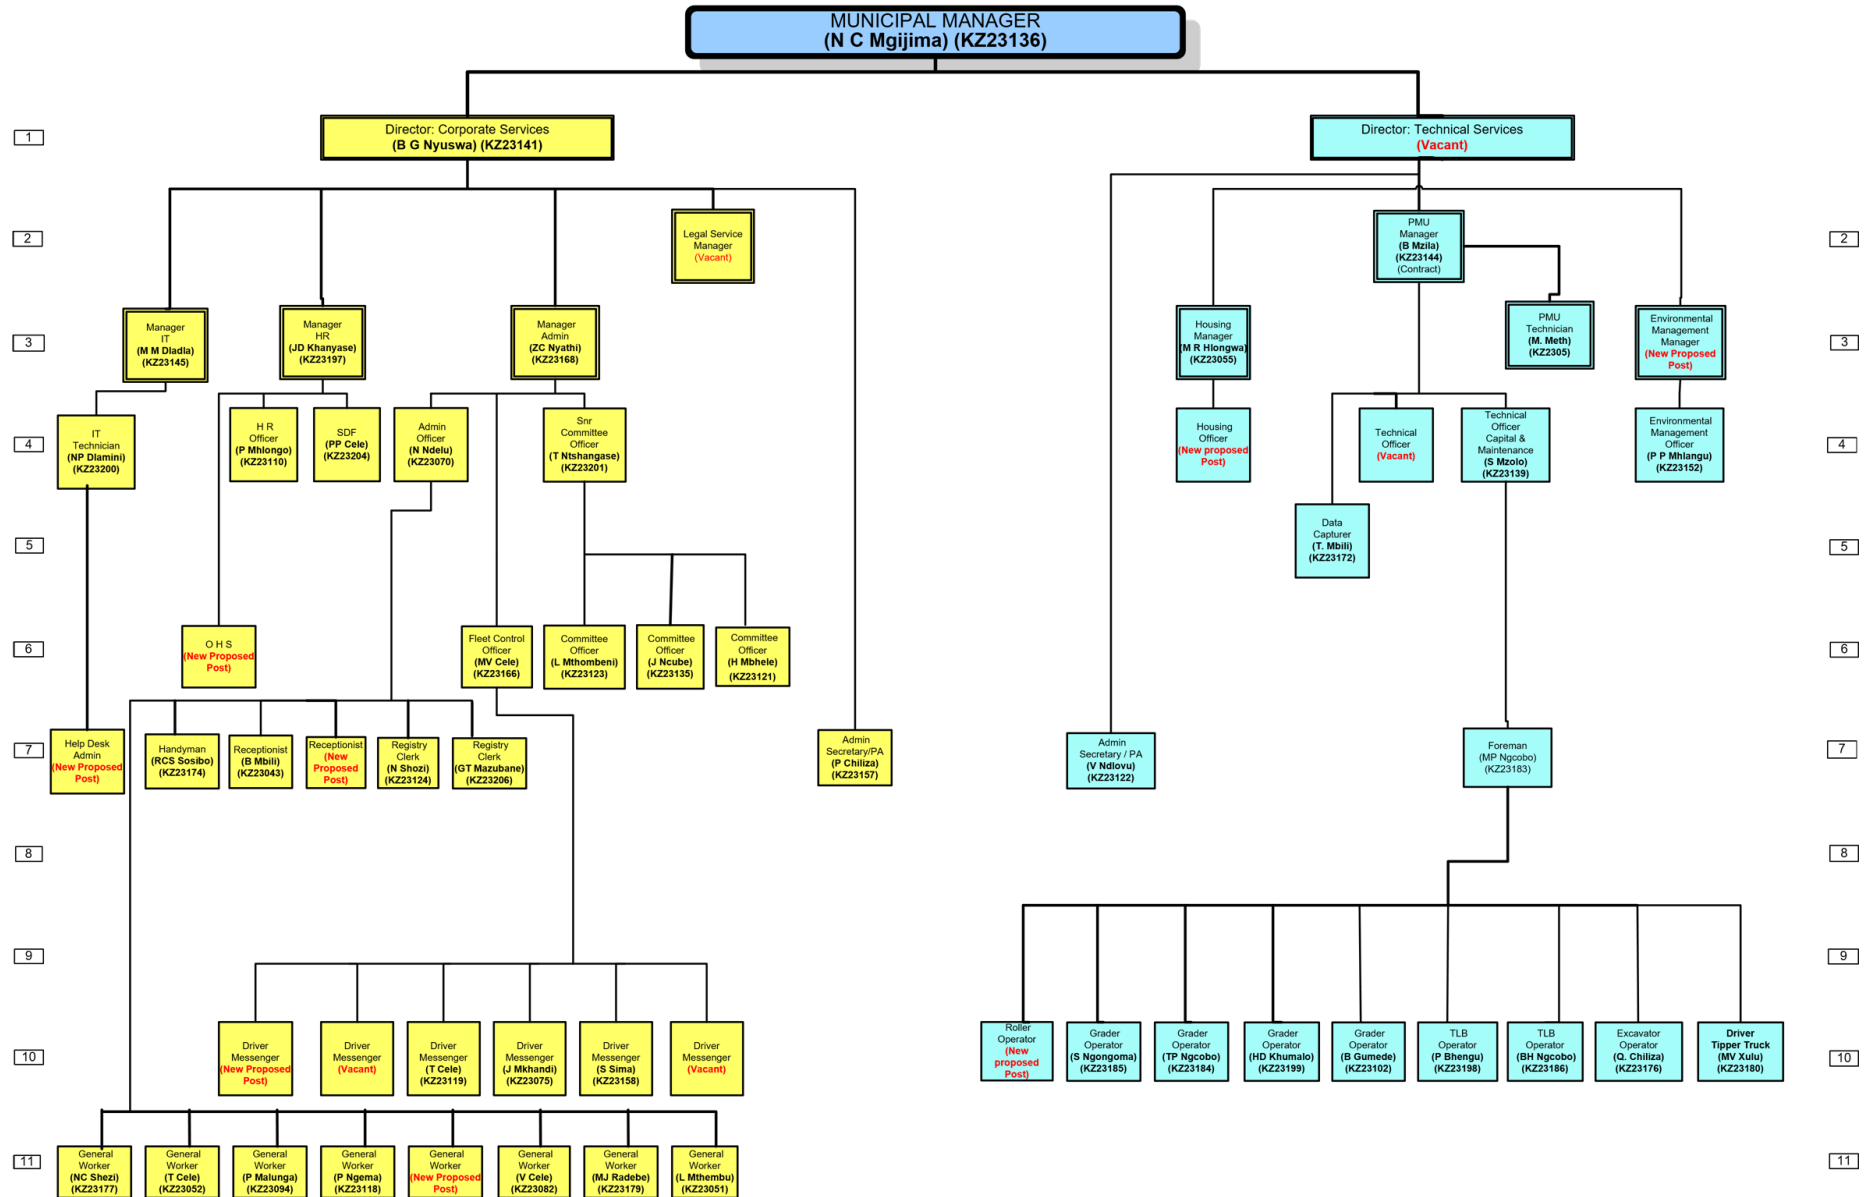 MUNICIPAL MANAGER
(N C Mgijima) (KZ23136)
1
Director: Corporate Services
(B G Nyuswa) (KZ23141)
Director: Technical Services
(Vacant)
2
Legal Service
Manager
(Vacant)
PMU
Manager
(B Mzila)
(KZ23144)
(Contract)
2
3
Manager
IT
(M M Dladla)
(KZ23145)
Manager
HR
(JD Khanyase)
(KZ23197)
Manager
Admin
(ZC Nyathi)
(KZ23168)
Housing
Manager
(M R Hlongwa)
(KZ23055)
PMU
Technician
(M. Meth)
(KZ2305)
Environmental
Management
Manager
(New Proposed
Post)
3
4
IT
Technician
(NP Dlamini)
(KZ23200)
H R
Officer
(P Mhlongo)
(KZ23110)
SDF
(PP Cele)
(KZ23204)
Admin
Officer
(N Ndelu)
(KZ23070)
Snr
Committee
Officer
(T Ntshangase)
(KZ23201)
Housing
Officer
(New proposed
Post)
Technical
Officer
(Vacant)
Technical
Officer
Capital &
Maintenance
(S Mzolo)
(KZ23139)
Environmental
Management
Officer
(P P Mhlangu)
(KZ23152)
4
5
Data
Capturer
(T. Mbili)
(KZ23172)
5
6
O H S
(New Proposed
Post)
Fleet Control
Officer
(MV Cele)
(KZ23166)
Committee
Officer
(L Mthombeni)
(KZ23123)
Committee
Officer
(J Ncube)
(KZ23135)
Committee
Officer
(H Mbhele)
(KZ23121)
6
7
Help Desk
Admin
(New Proposed
Post)
Handyman
(RCS Sosibo)
(KZ23174)
Receptionist
(B Mbili)
(KZ23043)
Receptionist
(New
Proposed
Post)
Registry
Clerk
(N Shozi)
(KZ23124)
Registry
Clerk
(GT Mazubane)
(KZ23206)
Admin
Secretary/PA
(P Chiliza)
(KZ23157)
Admin
Secretary / PA
(V Ndlovu)
(KZ23122)
Foreman
(MP Ngcobo)
(KZ23183)
7
8
8
9
9
10
Driver
Messenger
(New Proposed
Post)
Driver
Messenger
(Vacant)
Driver
Messenger
(T Cele)
(KZ23119)
Driver
Messenger
(J Mkhandi)
(KZ23075)
Driver
Messenger
(S Sima)
(KZ23158)
Driver
Messenger
(Vacant)
Roller
Operator
(New
proposed
Post)
Grader
Operator
(S Ngongoma)
(KZ23185)
Grader
Operator
(TP Ngcobo)
(KZ23184)
Grader
Operator
(HD Khumalo)
(KZ23199)
Grader
Operator
(B Gumede)
(KZ23102)
TLB
Operator
(P Bhengu)
(KZ23198)
TLB
Operator
(BH Ngcobo)
(KZ23186)
Excavator
Operator
(Q. Chiliza)
(KZ23176)
Driver
Tipper Truck
(MV Xulu)
(KZ23180)
10
11
General
Worker
(NC Shezi)
(KZ23177)
General
Worker
(T Cele)
(KZ23052)
General
Worker
(P Malunga)
(KZ23094)
General
Worker
(P Ngema)
(KZ23118)
General
Worker
(New Proposed
Post)
General
Worker
(V Cele)
(KZ23082)
General
Worker
(MJ Radebe)
(KZ23179)
General
Worker
(L Mthembu)
(KZ23051)
11